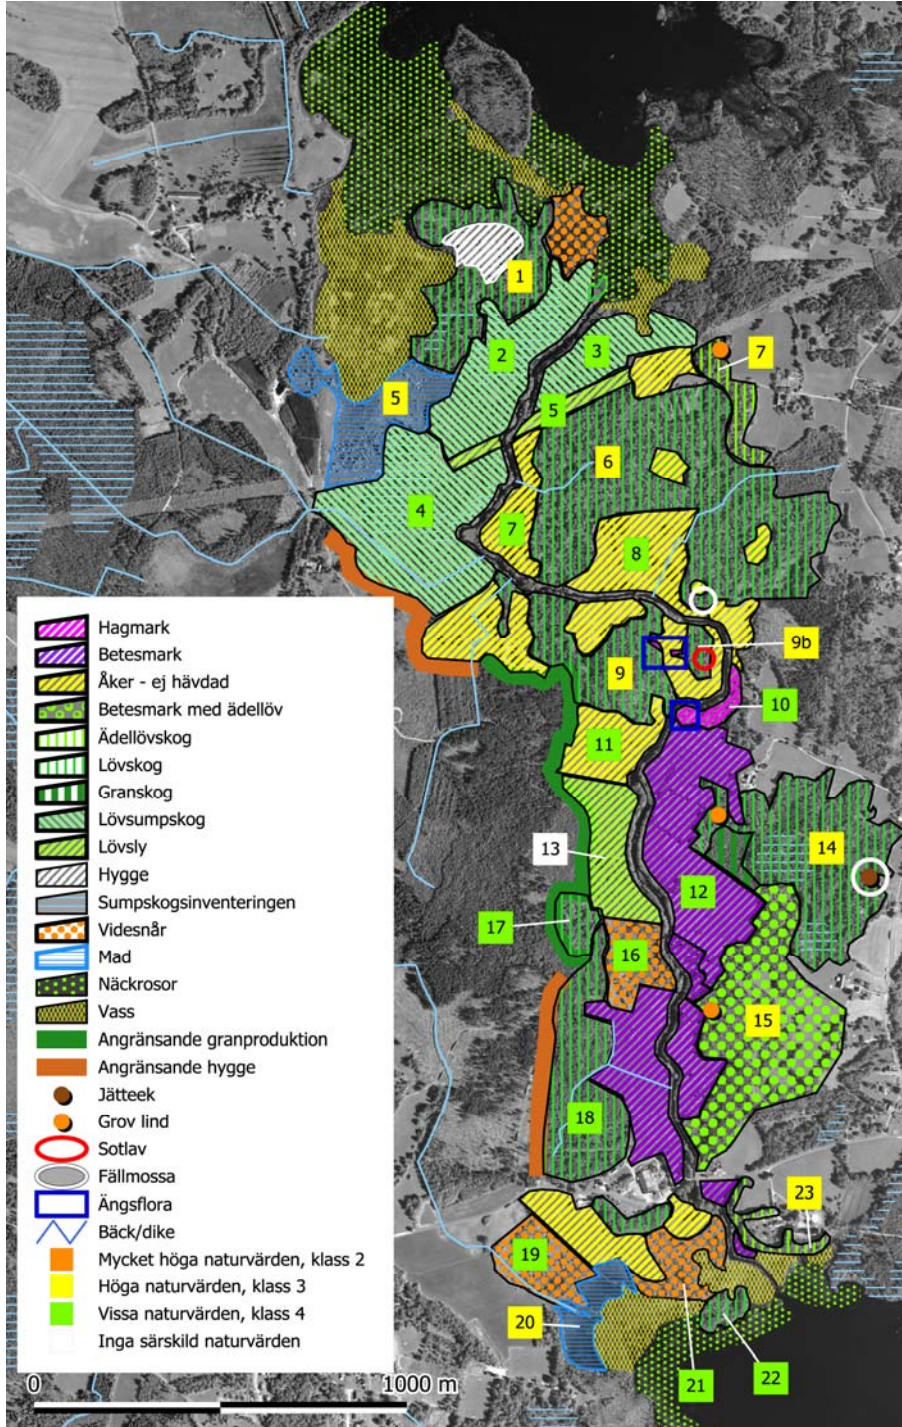 1
2
3
7
5
5
6
4
7
8
9b
9
10
11
13
14
12
17
16
15
18
23
19
20
21
22
Hagmark
Betesmark
Åker - ej hävdad
Betesmark med ädellöv
Ädellövskog
Lövskog
Granskog
Lövsumpskog
Lövsly
Hygge
Sumpskogsinventeringen
Videsnår
Mad
Näckrosor
Vass
Angränsande granproduktion
Angränsande hygge
Jätteek
Grov lind
Sotlav
Fällmossa
Ängsflora
Bäck/dike
Mycket höga naturvärden, klass 2
Höga naturvärden, klass 3
Vissa naturvärden, klass 4
Inga särskild naturvärden
0 1000 m